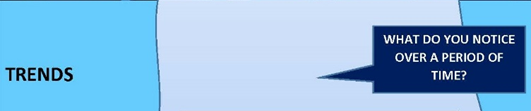 TRENDS
WHAT DO YOU NOTICE
OVER A PERIOD OF
TIME?